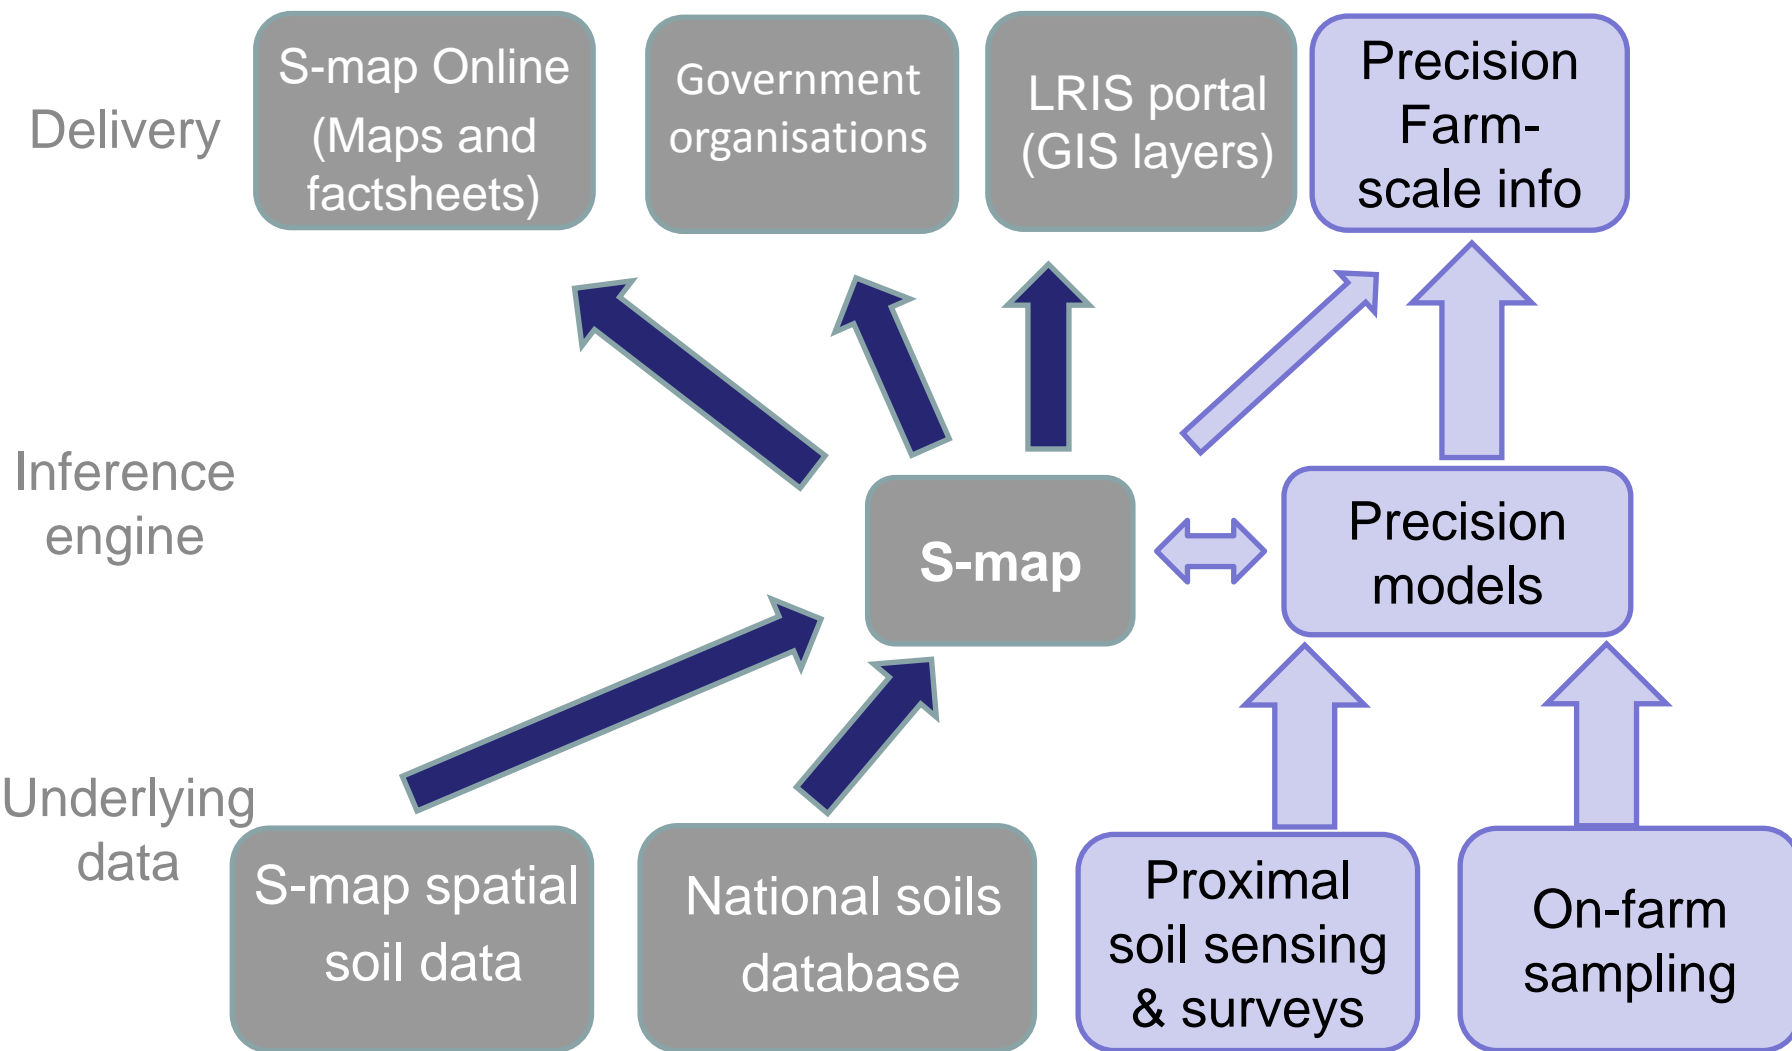 Delivery
S-map Online
(Maps and
factsheets)
Government
organisations
LRIS portal
(GIS layers)
Precision
Farm-
scale info
Inference
engine
S-map
Precision
models
Underlying
data
S-map spatial
soil data
National soils
database
Proximal
soil sensing
& surveys
On-farm
sampling